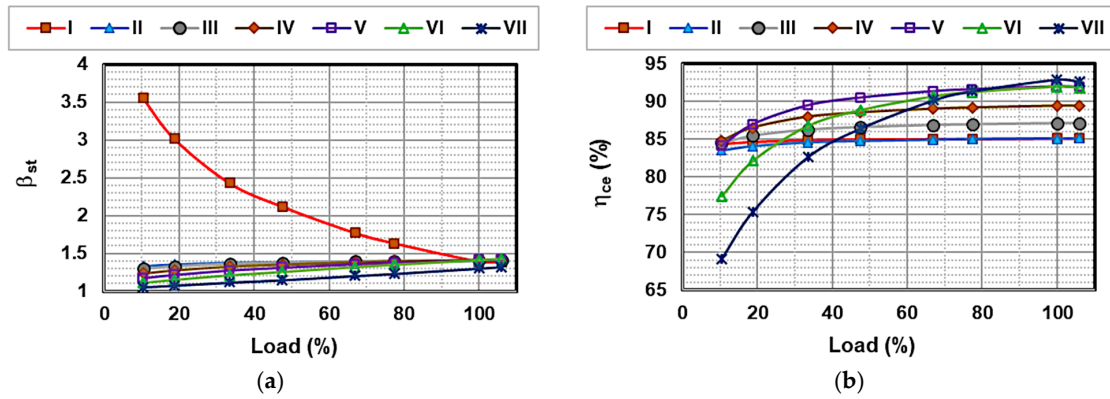 I II III IV V VI VII
4
3.5
3
2.5
2
1.5
1
0 20 40 60 80 100
βst
Load (%)
(a)
I II III IV V VI VII
95
90
85
80
75
70
65
0 20 40 60 80 100
ηce (%)
Load (%)
(b)